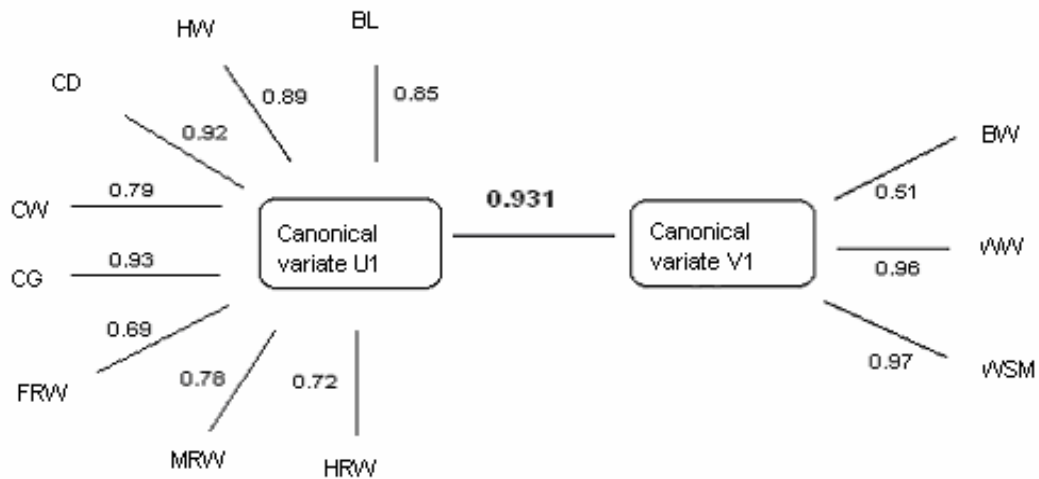 BL
HW
CD
0.89
0.85
0.92
BW
0.79
0.931
0.51
CW
Canonical
variate U1
Canonical
variate V1
WW
0.96
CG
0.93
0.69
0.97
WSM
FRW
0.78
0.72
MRW
HRW